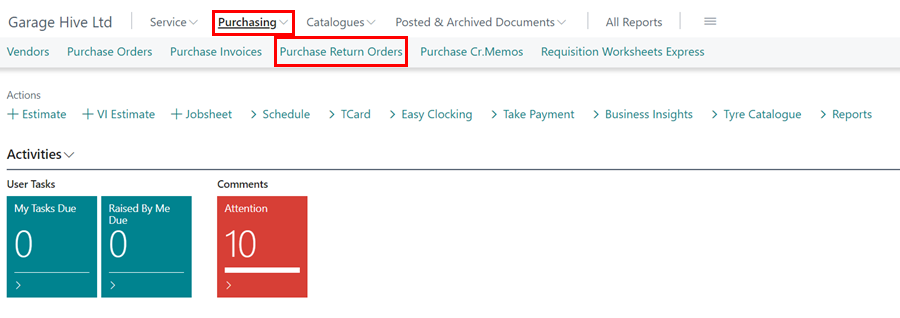 Garage Hive Ltd Service Purchasing Catalogues Posted & Archived Documents All Reports
Vendors Purchase Orders Purchase Invoices Purchase Return Orders Purchase Cr.Memos Requisition Worksheets Express
Actions
+ Estimate + VI Estimate + Jobsheet > Schedule > TCard > Easy Clocking > Take Payment > Business Insights > Tyre Catalogue > Reports
Activities
User Tasks Comments
My Tasks Due Raised By Me Attention
Due
0 0 10